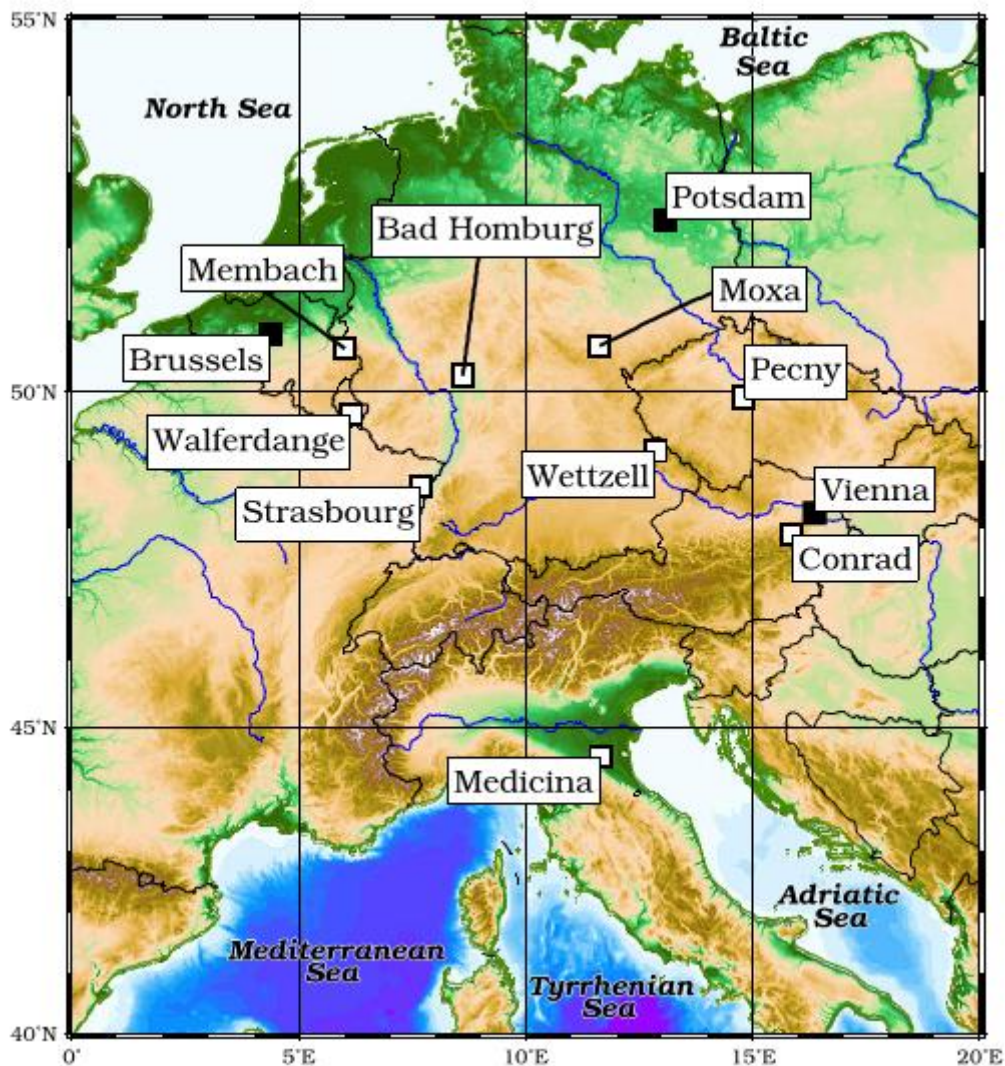 55°N
Baltic
Sea
North Sea
Potsdam
Bad Homburg
Membach
Moxa
Brussels
Pecny
50°N
Walferdange
Wettzell
Strasbourg
Vienna
Conrad
45°N
Medicina
Adriatic
Sea
Mediterranean
Sea
Tyrrhenian
Sea
40°N
0° 5°E 10°E 15°E 20°E